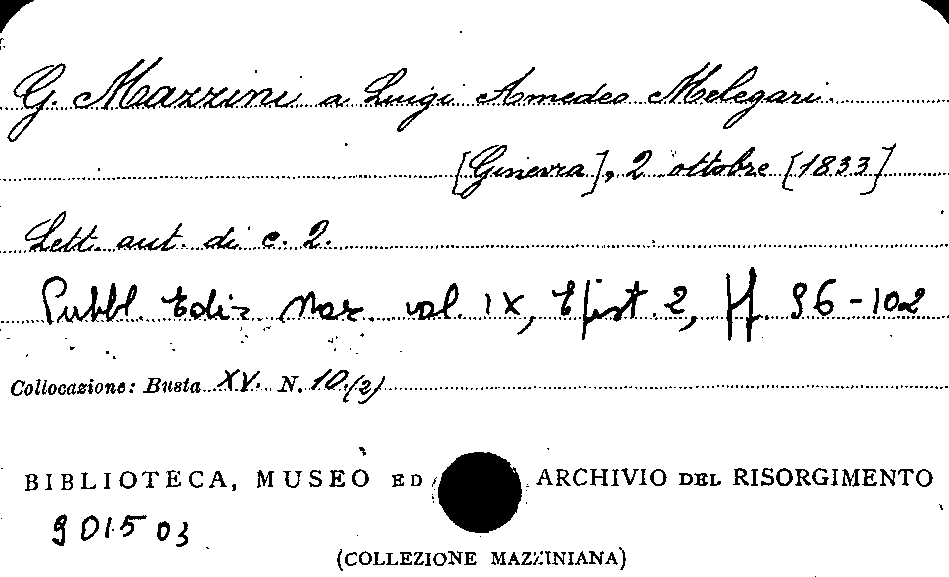 G. Mazzini a Luigi Amedeo Melegari.
[Ginevra], 2 ottobre [1833]
Lett. aut. di c. 2.
Pubbl. Ediz. Naz. vol. IX, Epist. 2, pp. 96-102
Collocazione: Busta XV. N. 10.(2)
BIBLIOTECA, MUSEO ED ARCHIVIO DEL RISORGIMENTO
901503
(COLLEZIONE MAZZINIANA)